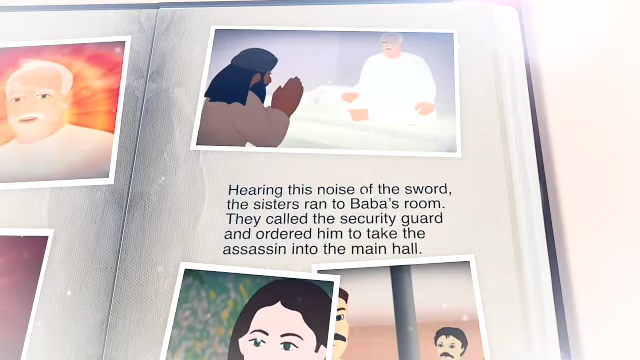 Hearing this noise of the sword,
the sisters ran to Baba's room.
They called the security guard
and ordered him to take the
assassin into the main hall.